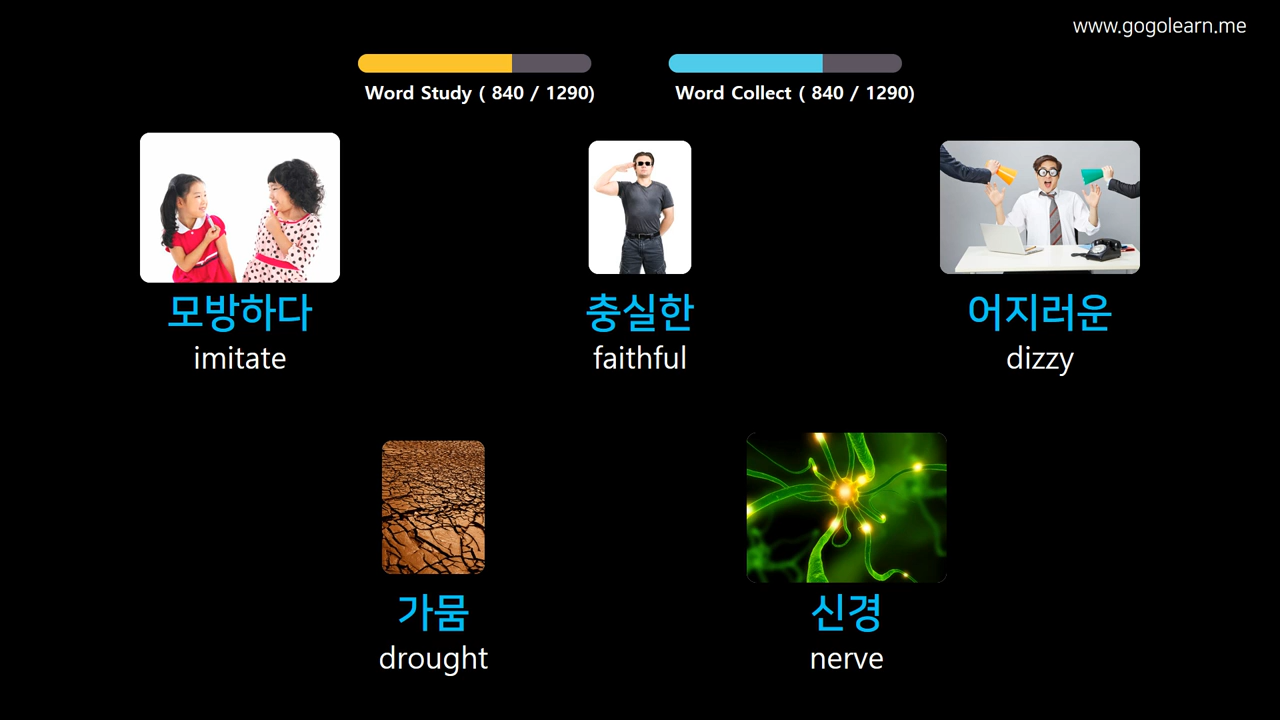 www.gogolearn.me
Word Study ( 840 / 1290)
Word Collect ( 840 / 1290)
모방하다
imitate
충실한
faithful
어지러운
dizzy
가뭄
drought
신경
nerve